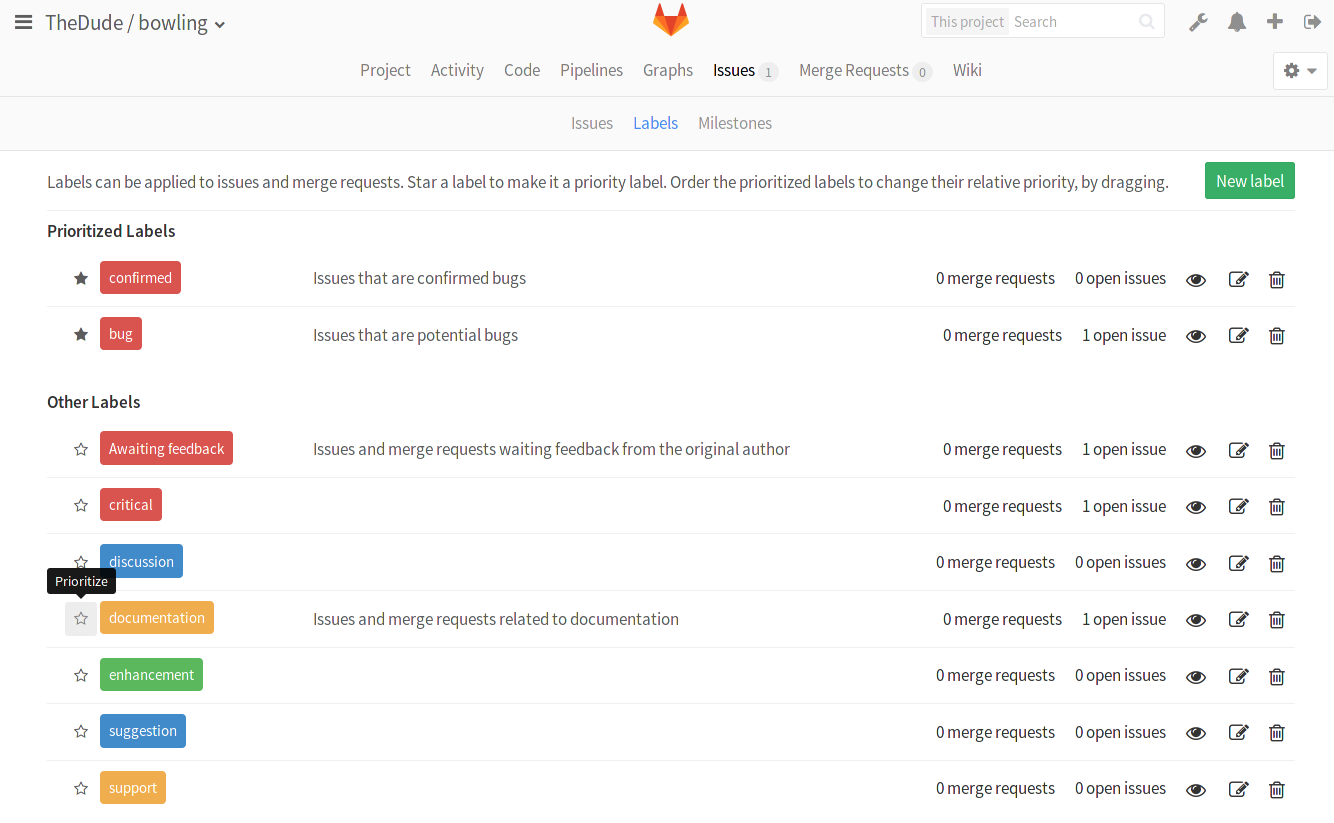 TheDude / bowling
This project Search
Project Activity Code Pipelines Graphs Issues 1 Merge Requests 0 Wiki
Issues Labels Milestones
Labels can be applied to issues and merge requests. Star a label to make it a priority label. Order the prioritized labels to change their relative priority, by dragging. New label
Prioritized Labels
confirmed Issues that are confirmed bugs 0 merge requests 0 open issues
bug Issues that are potential bugs 0 merge requests 1 open issue
Other Labels
Awaiting feedback Issues and merge requests waiting feedback from the original author 0 merge requests 1 open issue
critical 0 merge requests 1 open issue
discussion 0 merge requests 0 open issues
Prioritize
documentation Issues and merge requests related to documentation 0 merge requests 1 open issue
enhancement 0 merge requests 0 open issues
suggestion 0 merge requests 0 open issues
support 0 merge requests 0 open issues